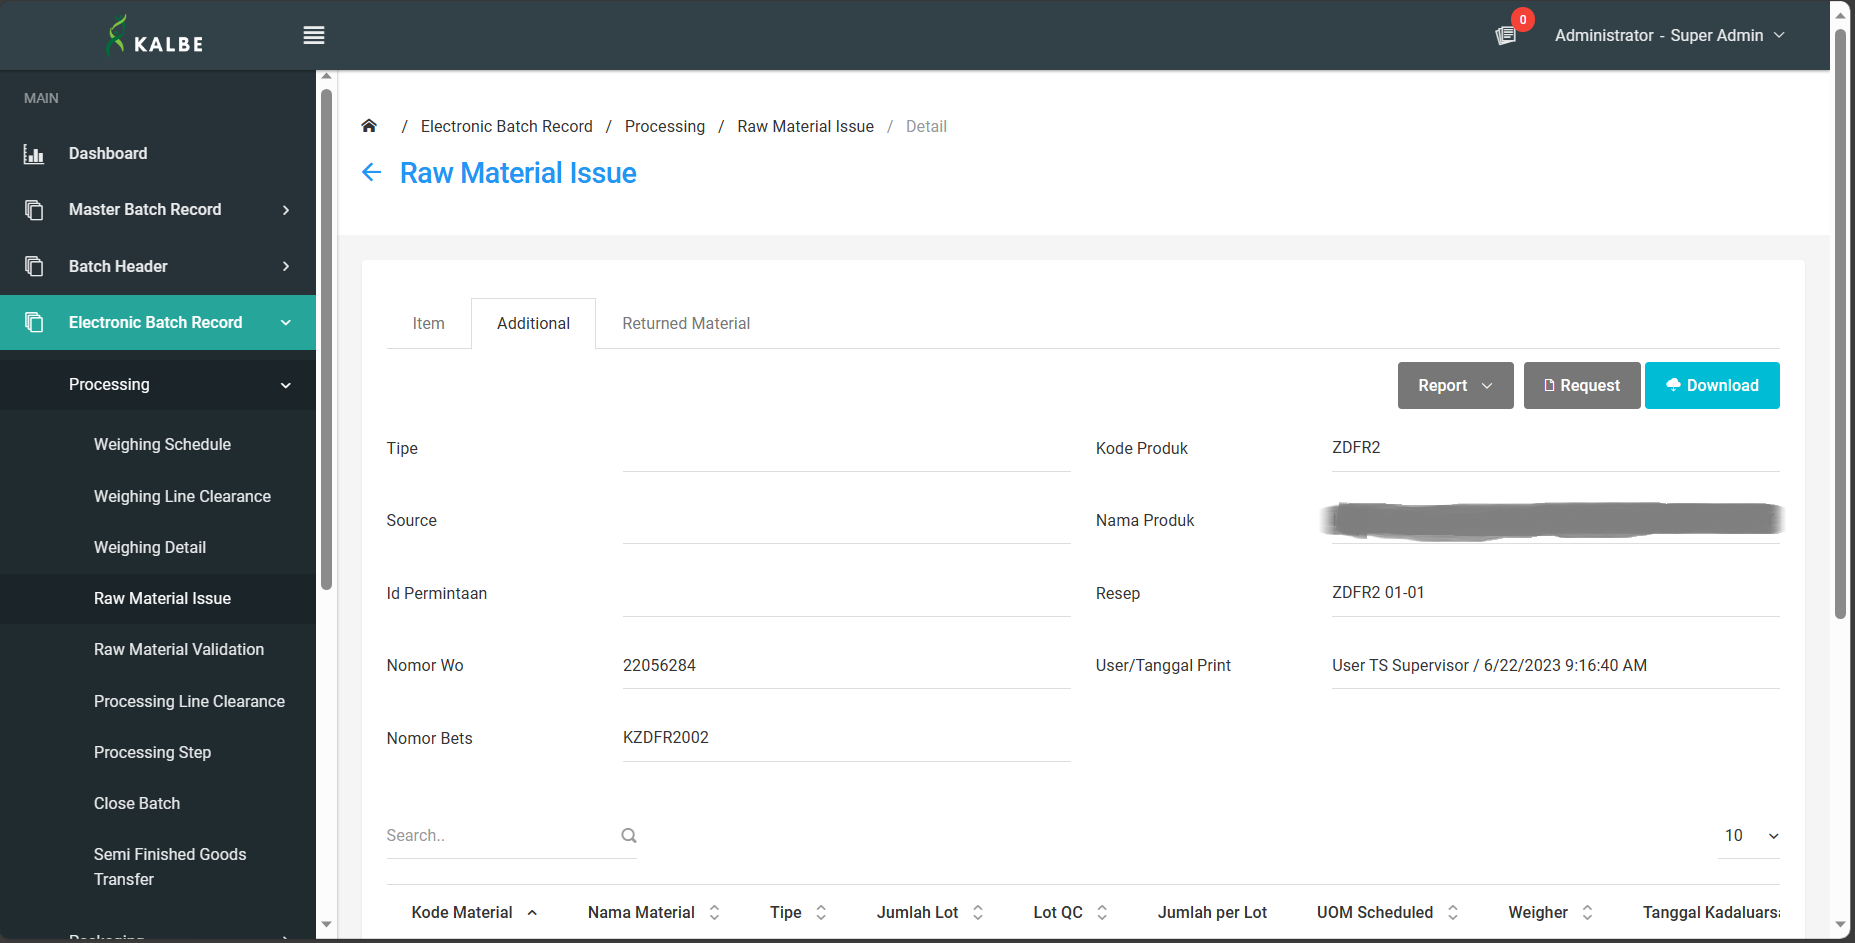 KALBE
0
Administrator - Super Admin
MAIN
Dashboard
Master Batch Record
Batch Header
Electronic Batch Record
Processing
Weighing Schedule
Weighing Line Clearance
Weighing Detail
Raw Material Issue
Raw Material Validation
Processing Line Clearance
Processing Step
Close Batch
Semi Finished Goods
Transfer
/ Electronic Batch Record / Processing / Raw Material Issue / Detail
Raw Material Issue
Item Additional Returned Material
Report Request Download
Tipe
Kode Produk ZDFR2
Source
Nama Produk
Id Permintaan
Resep ZDFR2 01-01
Nomor Wo 22056284
User/Tanggal Print User TS Supervisor / 6/22/2023 9:16:40 AM
Nomor Bets KZDFR2002
Search..
10
Kode Material Nama Material Tipe Jumlah Lot Lot QC Jumlah per Lot UOM Scheduled Weigher Tanggal